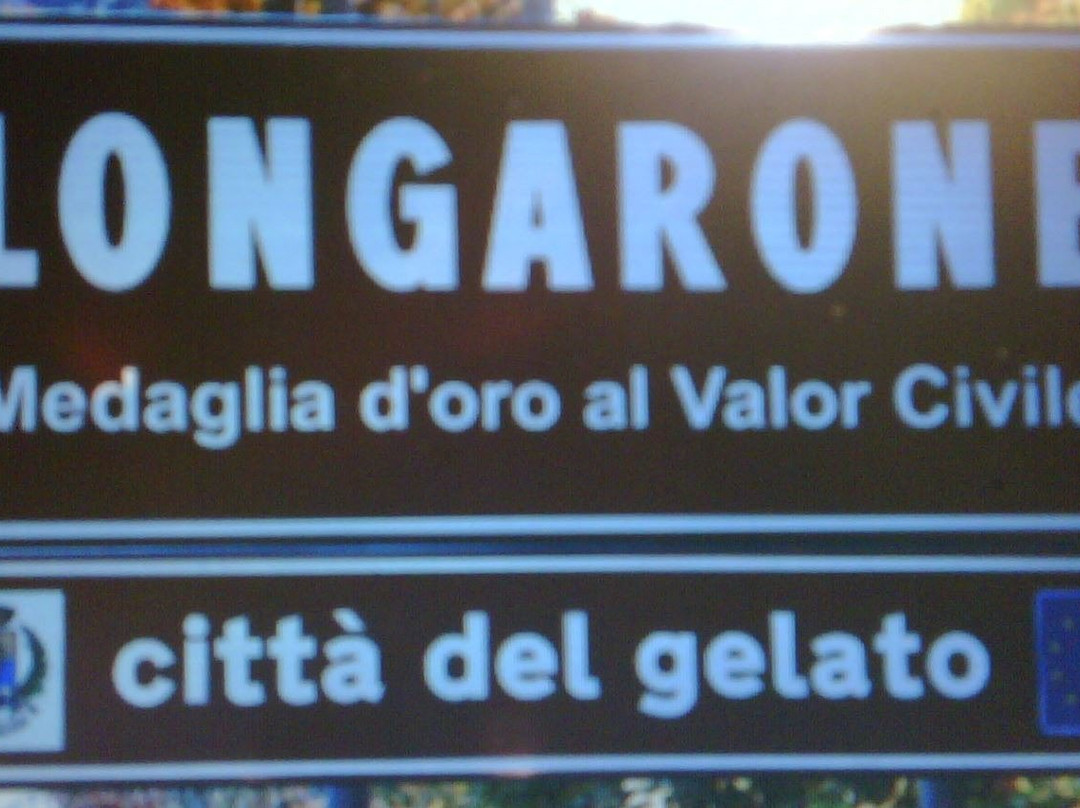 LONGARONE
Medaglia d'oro al Valor Civile
città del gelato